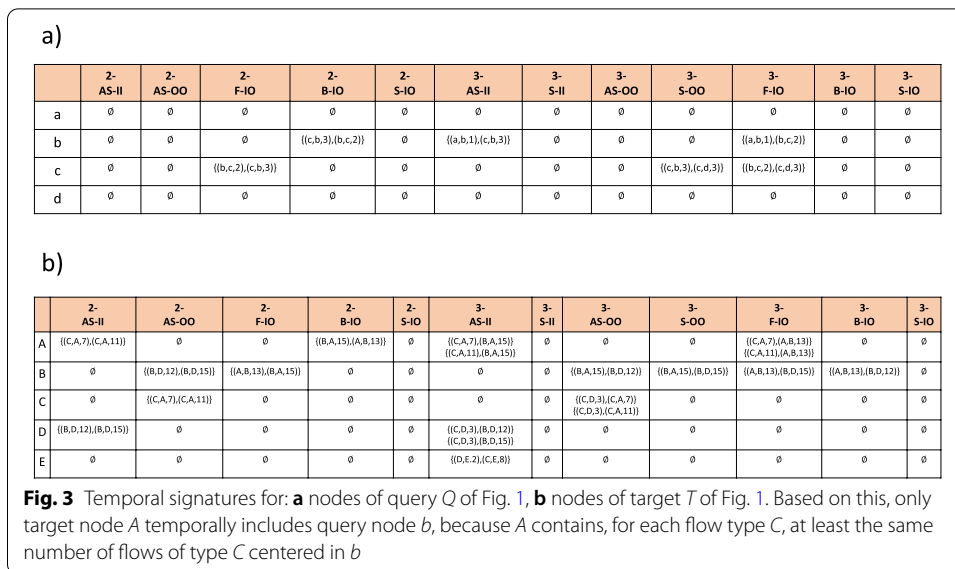 a)
2-AS-II 2-AS-OO 2-F-IO 2-B-IO 2-S-IO 3-AS-II 3-S-II 3-AS-OO 3-S-OO 3-F-IO 3-B-IO 3-S-IO
a ∅ ∅ ∅ ∅ ∅ ∅ ∅ ∅ ∅ ∅ ∅ ∅
b ∅ ∅ ∅ {(c,b,3),(b,c,2)} ∅ {(a,b,1),(c,b,3)} ∅ ∅ ∅ {(a,b,1),(b,c,2)} ∅ ∅
c ∅ ∅ {(b,c,2),(c,b,3)} ∅ ∅ ∅ ∅ ∅ {(c,b,3),(c,d,3)} {(b,c,2),(c,d,3)} ∅ ∅
d ∅ ∅ ∅ ∅ ∅ ∅ ∅ ∅ ∅ ∅ ∅ ∅
b)
2-AS-II 2-AS-OO 2-F-IO 2-B-IO 2-S-IO 3-AS-II 3-S-II 3-AS-OO 3-S-OO 3-F-IO 3-B-IO 3-S-IO
A {(C,A,7),(C,A,11)} ∅ ∅ {(B,A,15),(A,B,13)} ∅ {(C,A,7),(B,A,15)} {(C,A,11),(B,A,15)} ∅ ∅ ∅ {(C,A,7),(A,B,13)} {(C,A,11),(A,B,13)} ∅ ∅
B ∅ {(B,D,12),(B,D,15)} {(A,B,13),(B,A,15)} ∅ ∅ ∅ ∅ {(B,A,15),(B,D,12)} {(B,A,15),(B,D,15)} {(A,B,13),(B,D,15)} {(A,B,13),(B,D,12)} ∅
C ∅ {(C,A,7),(C,A,11)} ∅ ∅ ∅ ∅ ∅ {(C,D,3),(C,A,7)} {(C,D,3),(C,A,11)} ∅ ∅ ∅ ∅
D {(B,D,12),(B,D,15)} ∅ ∅ ∅ ∅ {(C,D,3),(B,D,12)} {(C,D,3),(B,D,15)} ∅ ∅ ∅ ∅ ∅ ∅
E ∅ ∅ ∅ ∅ ∅ {(D,E.2),(C,E,8)} ∅ ∅ ∅ ∅ ∅ ∅
Fig. 3 Temporal signatures for: a nodes of query Q of Fig. 1, b nodes of target T of Fig. 1. Based on this, only
target node A temporally includes query node b, because A contains, for each flow type C, at least the same
number of flows of type C centered in b